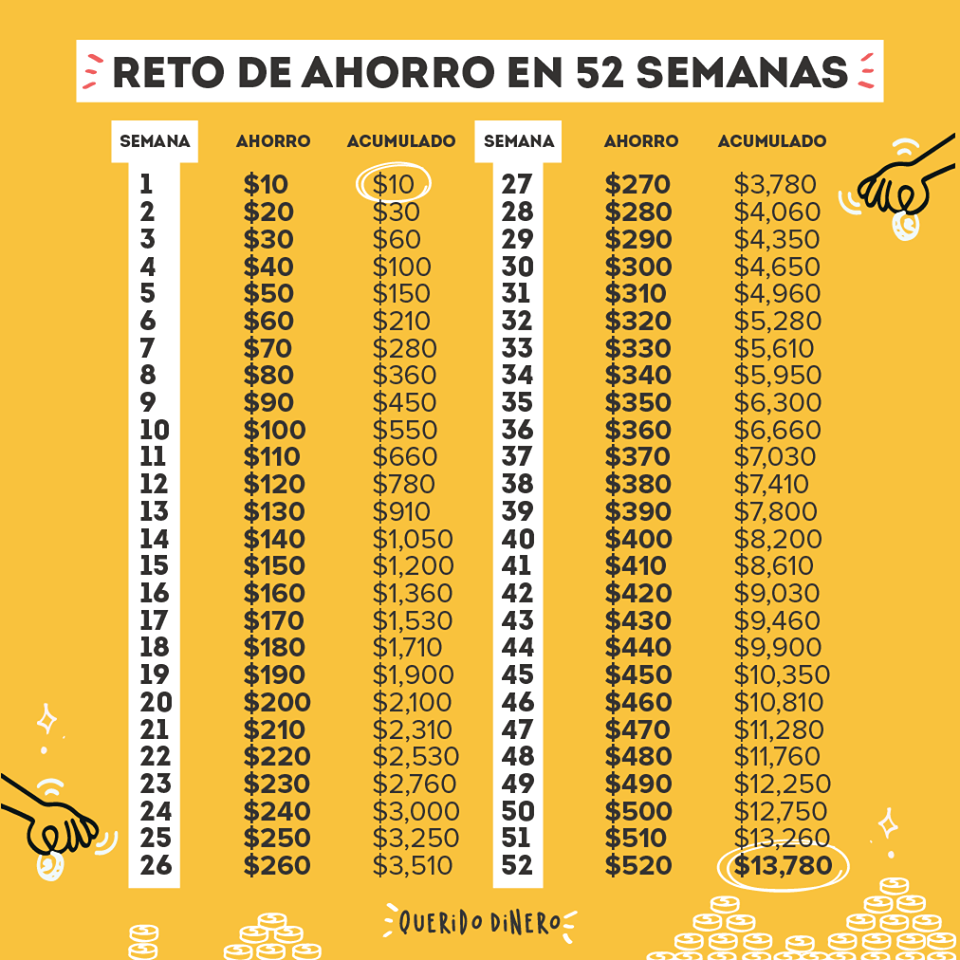 RETO DE AHORRO EN 52 SEMANAS
SEMANA AHORRO ACUMULADO SEMANA AHORRO ACUMULADO
1 $10 $10 27 $270 $3,780
2 $20 $30 28 $280 $4,060
3 $30 $60 29 $290 $4,350
4 $40 $100 30 $300 $4,650
5 $50 $150 31 $310 $4,960
6 $60 $210 32 $320 $5,280
7 $70 $280 33 $330 $5,610
8 $80 $360 34 $340 $5,950
9 $90 $450 35 $350 $6,300
10 $100 $550 36 $360 $6,660
11 $110 $660 37 $370 $7,030
12 $120 $780 38 $380 $7,410
13 $130 $910 39 $390 $7,800
14 $140 $1,050 40 $400 $8,200
15 $150 $1,200 41 $410 $8,610
16 $160 $1,360 42 $420 $9,030
17 $170 $1,530 43 $430 $9,460
18 $180 $1,710 44 $440 $9,900
19 $190 $1,900 45 $450 $10,350
20 $200 $2,100 46 $460 $10,810
21 $210 $2,310 47 $470 $11,280
22 $220 $2,530 48 $480 $11,760
23 $230 $2,760 49 $490 $12,250
24 $240 $3,000 50 $500 $12,750
25 $250 $3,250 51 $510 $13,260
26 $260 $3,510 52 $520 $13,780
QUERiDO DiNERO